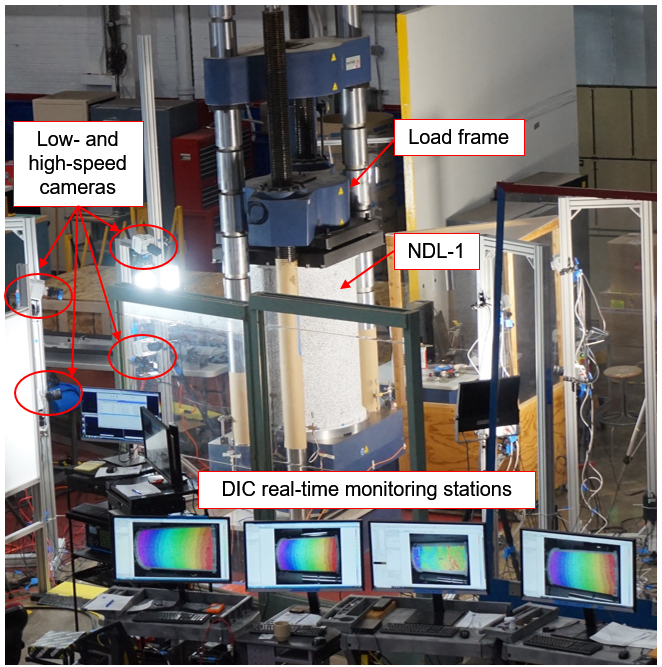 Low- and
high-speed
cameras
Load frame
NDL-1
DIC real-time monitoring stations